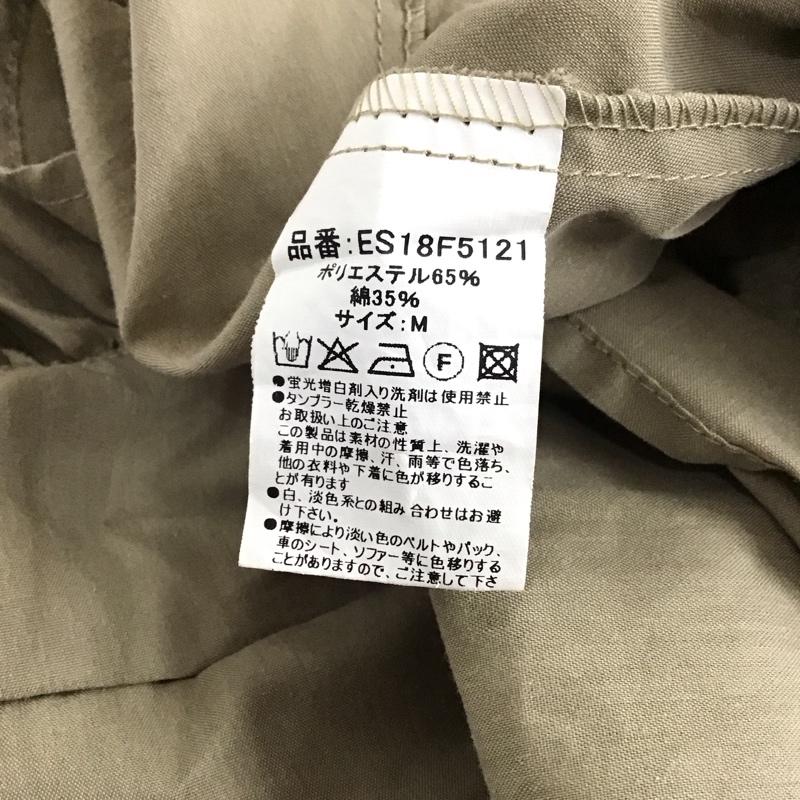 品番:ES18F5121
ポリエステル65%
綿35%
サイズ:M
F
●蛍光増白剤入り洗剤は使用禁止
●タンブラー乾燥禁止
お取扱い上のご注意
この製品は素材の性質上、洗濯や
着用中の摩擦、汗、雨等で色落ち、
他の衣料や下着に色が移りするこ
とが有ります
●白、淡色系との組み合わせはお避
け下さい。
●摩擦により淡い色のベルトやバック、
車のシート、ソファー等に色移りする
ことがありますので、ご注意して下さ